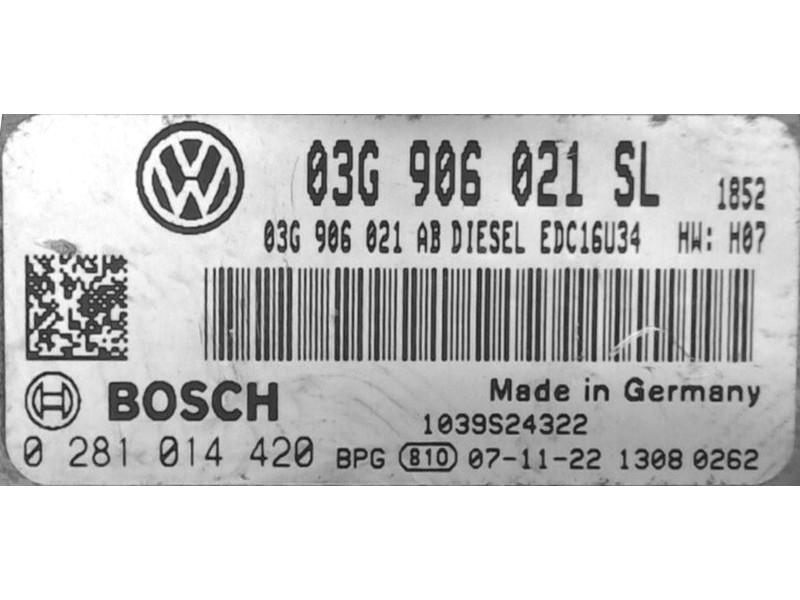 03G 906 021 SL 1852
03G 906 021 AB DIESEL EDC16U34 HW: H07
BOSCH
Made in Germany
1039S24322
0 281 014 420 BPG 810 07-11-22 1308 0262